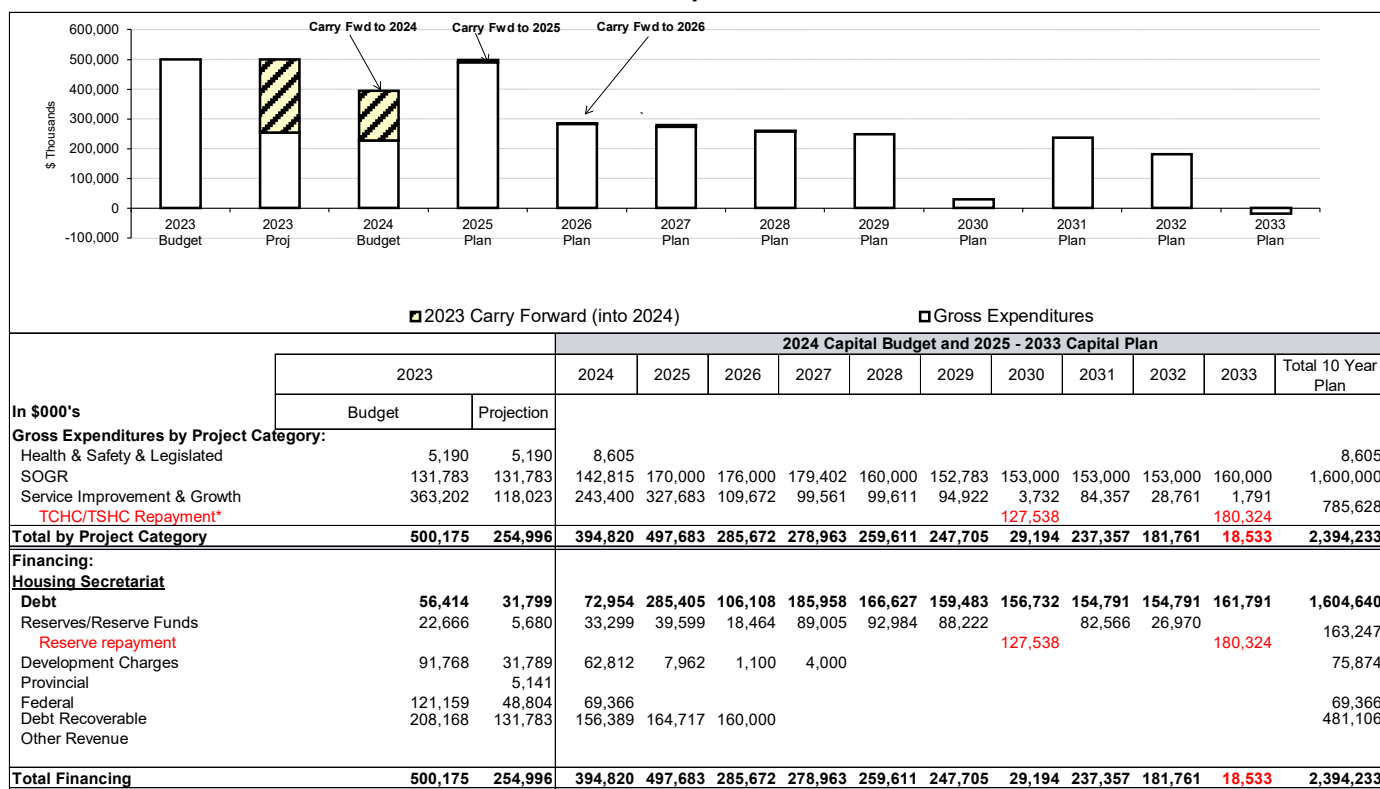 Carry Fwd to 2024 Carry Fwd to 2025 Carry Fwd to 2026
600,000
500,000
400,000
300,000
200,000
100,000
0
-100,000
$ Thousands
2023 Budget 2023 Proj 2024 Budget 2025 Plan 2026 Plan 2027 Plan 2028 Plan 2029 Plan 2030 Plan 2031 Plan 2032 Plan 2033 Plan
2023 Carry Forward (into 2024) Gross Expenditures
2024 Capital Budget and 2025 - 2033 Capital Plan
2023 2024 2025 2026 2027 2028 2029 2030 2031 2032 2033 Total 10 Year Plan
In $000's Budget Projection
Gross Expenditures by Project Category:
Health & Safety & Legislated 5,190 5,190 8,605 8,605
SOGR 131,783 131,783 142,815 170,000 176,000 179,402 160,000 152,783 153,000 153,000 153,000 160,000 1,600,000
Service Improvement & Growth 363,202 118,023 243,400 327,683 109,672 99,561 99,611 94,922 3,732 84,357 28,761 1,791 785,628
TCHC/TSHC Repayment* 127,538 180,324
Total by Project Category 500,175 254,996 394,820 497,683 285,672 278,963 259,611 247,705 29,194 237,357 181,761 18,533 2,394,233
Financing:
Housing Secretariat
Debt 56,414 31,799 72,954 285,405 106,108 185,958 166,627 159,483 156,732 154,791 154,791 161,791 1,604,640
Reserves/Reserve Funds 22,666 5,680 33,299 39,599 18,464 89,005 92,984 88,222 82,566 26,970 163,247
Reserve repayment 127,538 180,324
Development Charges 91,768 31,789 62,812 7,962 1,100 4,000 75,874
Provincial 5,141
Federal 121,159 48,804 69,366 69,366
Debt Recoverable 208,168 131,783 156,389 164,717 160,000 481,106
Other Revenue
Total Financing 500,175 254,996 394,820 497,683 285,672 278,963 259,611 247,705 29,194 237,357 181,761 18,533 2,394,233